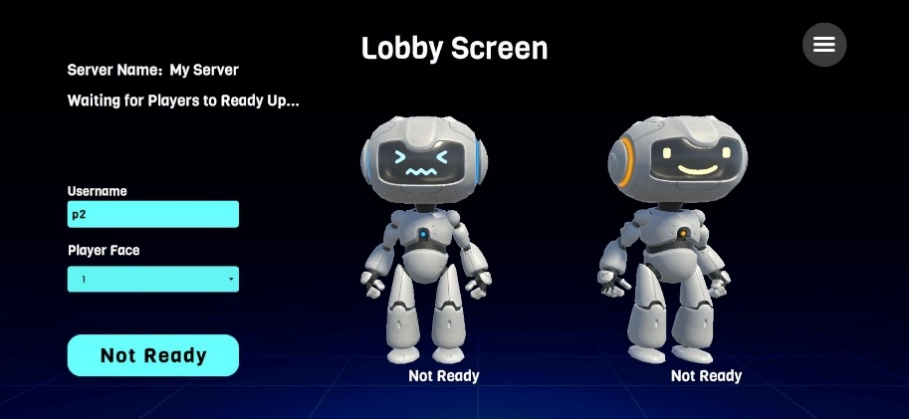 Lobby Screen
Server Name: My Server
Waiting for Players to Ready Up...
Username
p2
Player Face
1
Not Ready
Not Ready
Not Ready